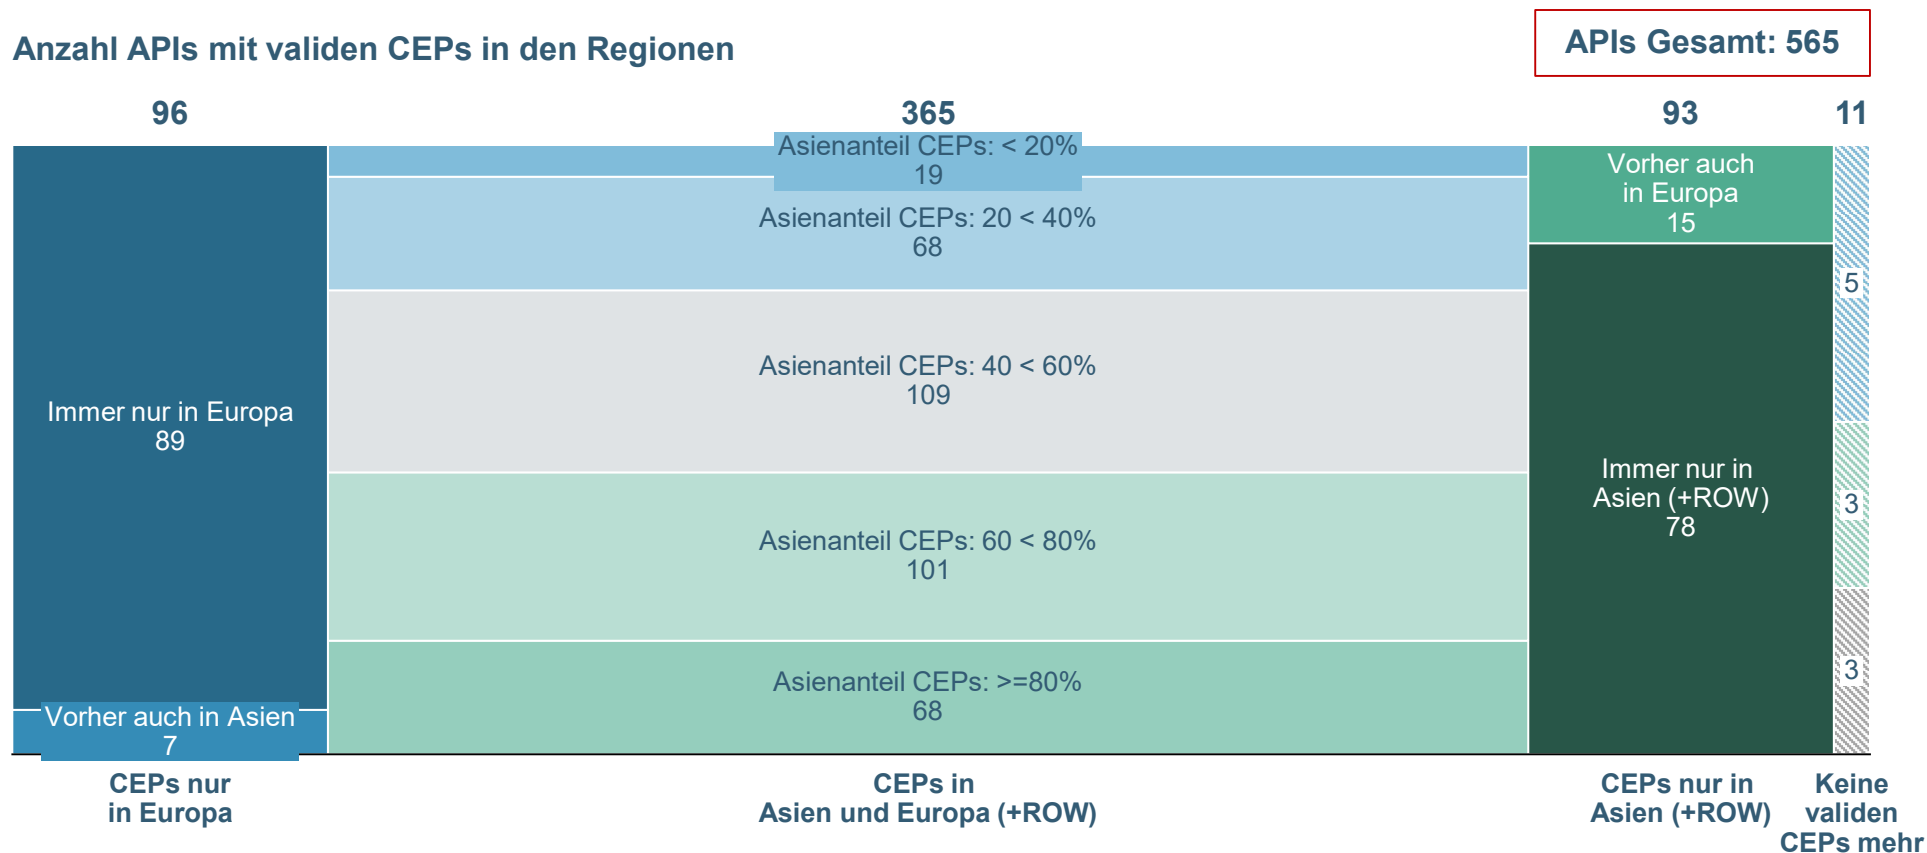 Anzahl APIs mit validen CEPs in den Regionen
APIs Gesamt: 565
96
365
93
11
Immer nur in Europa
89
Vorher auch in Asien
7
Asienanteil CEPs: < 20%
19
Asienanteil CEPs: 20 < 40%
68
Asienanteil CEPs: 40 < 60%
109
Asienanteil CEPs: 60 < 80%
101
Asienanteil CEPs: >=80%
68
Vorher auch
in Europa
15
Immer nur in
Asien (+ROW)
78
5
3
3
CEPs nur
in Europa
CEPs in
Asien und Europa (+ROW)
CEPs nur in
Asien (+ROW)
Keine
validen
CEPs mehr